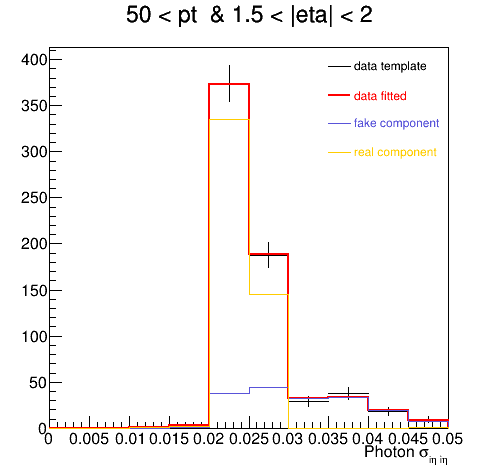 50 < pt & 1.5 < |eta| < 2
400
350
300
250
200
150
100
50
0
data template
data fitted
fake component
real component
0 0.005 0.01 0.015 0.02 0.025 0.03 0.035 0.04 0.045 0.05
Photon σiη iη